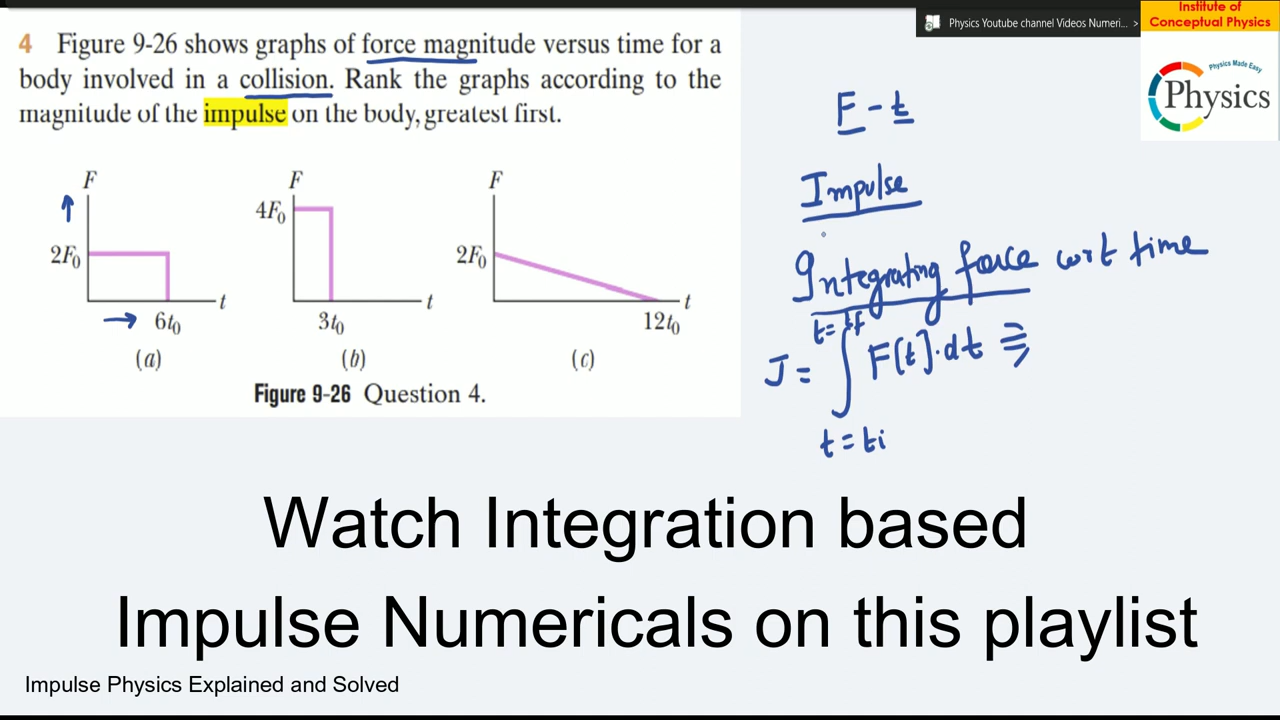 Physics Youtube channel Videos Numeri... >
Institute of
Conceptual Physics
Physics Made Easy
Physics
4 Figure 9-26 shows graphs of force magnitude versus time for a
body involved in a collision. Rank the graphs according to the
magnitude of the impulse on the body, greatest first.
F
2F₀
6t₀
t
(a)
F
4F₀
3t₀
t
(b)
F
2F₀
12t₀
t
(c)
Figure 9-26 Question 4.
F - t
Impulse
Integrating force wrt time
t=tf
J = ∫ F[t].dt
t=ti
Watch Integration based
Impulse Numericals on this playlist
Impulse Physics Explained and Solved